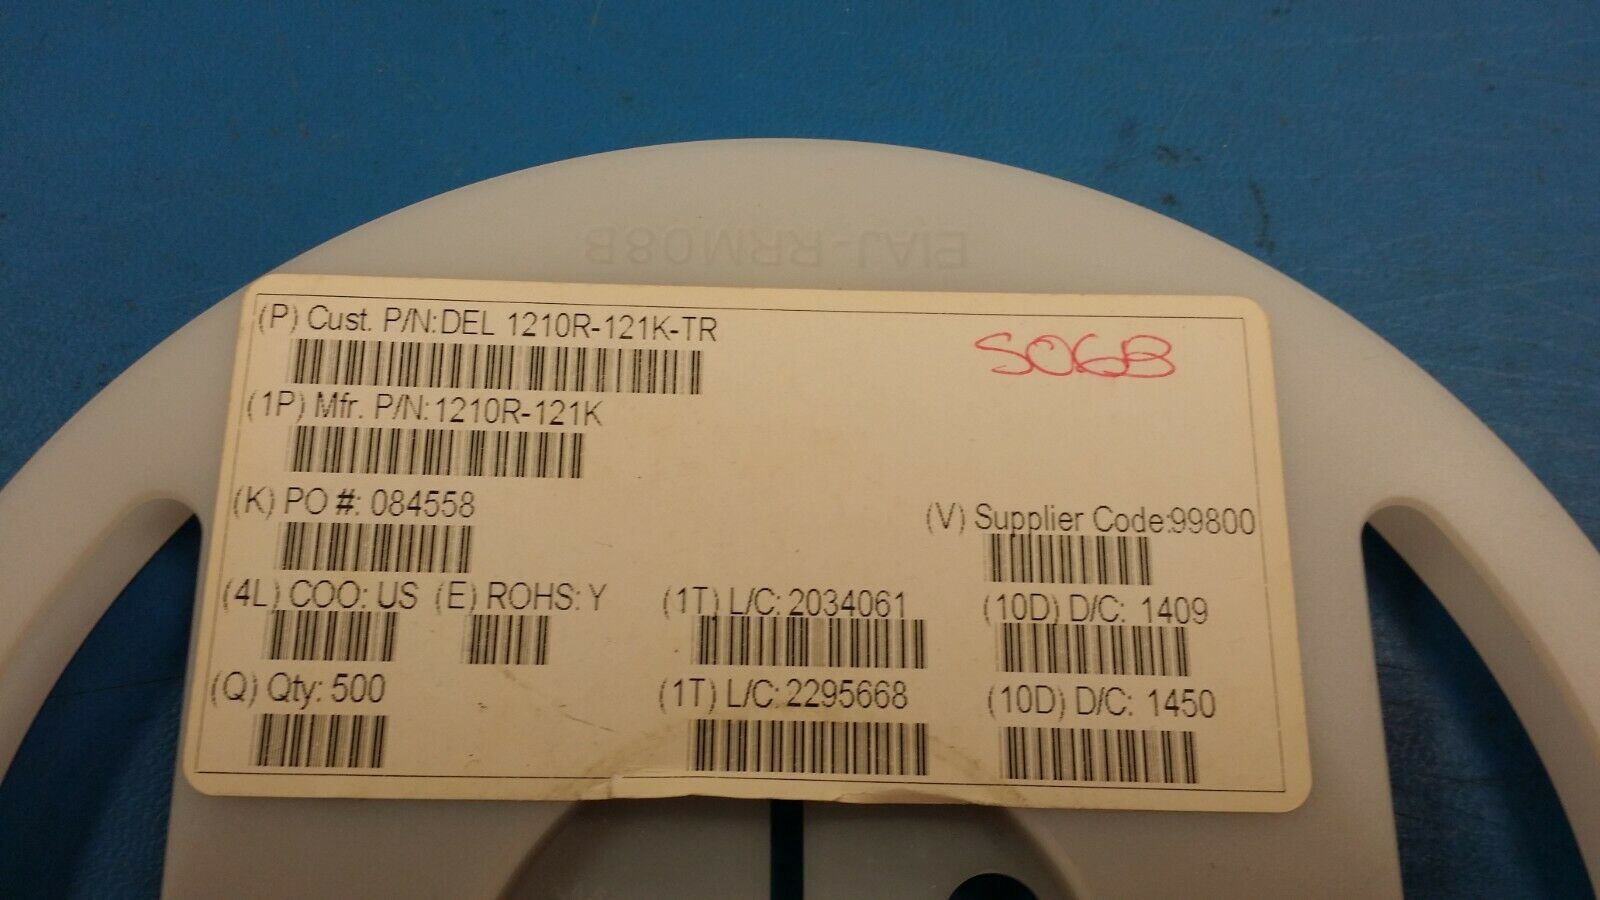 EIAJ-RRM08B
(P) Cust. P/N:DEL 1210R-121K-TR
SO6B
(1P) Mfr. P/N:1210R-121K
(K) PO #: 084558
(V) Supplier Code:99800
(4L) COO: US (E) ROHS: Y (1T) L/C: 2034061 (10D) D/C: 1409
(Q) Qty: 500 (1T) L/C: 2295668 (10D) D/C: 1450